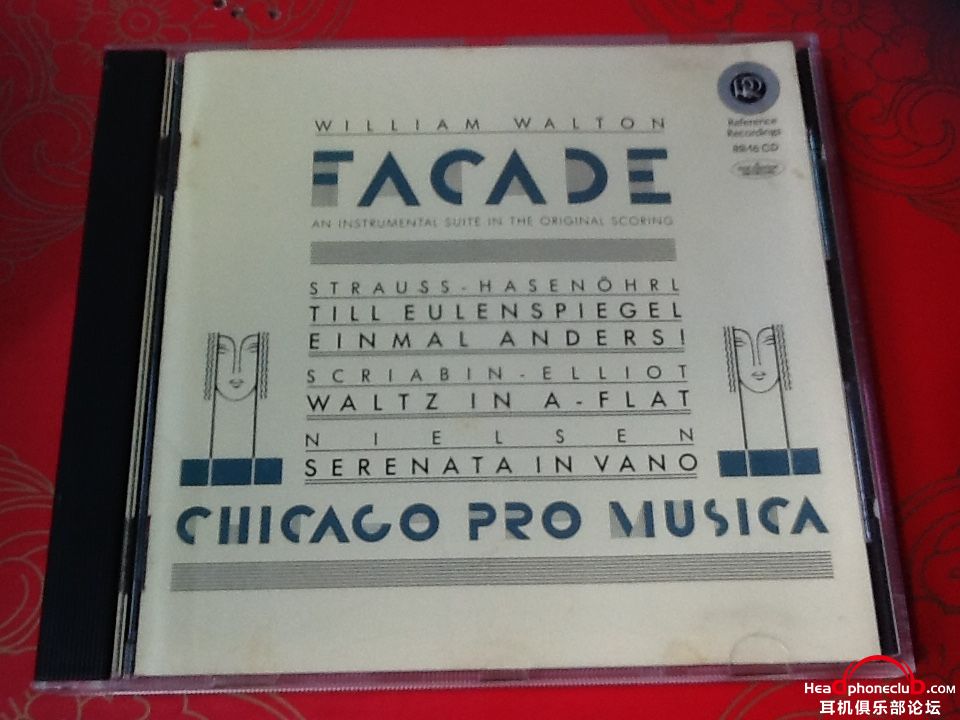 Reference
Recordings
RR-16 CD
WILLIAM WALTON
FACADE
AN INSTRUMENTAL SUITE IN THE ORIGINAL SCORING
STRAUSS-HASENÖHRL
TILL EULENSPIEGEL
EINMAL ANDERS!
SCRIABIN-ELLIOT
WALTZ IN A-FLAT
NIELSEN
SERENATA IN VANO
CHICAGO PRO MUSICA
HeadphoneclubD.com
耳机俱乐部论坛